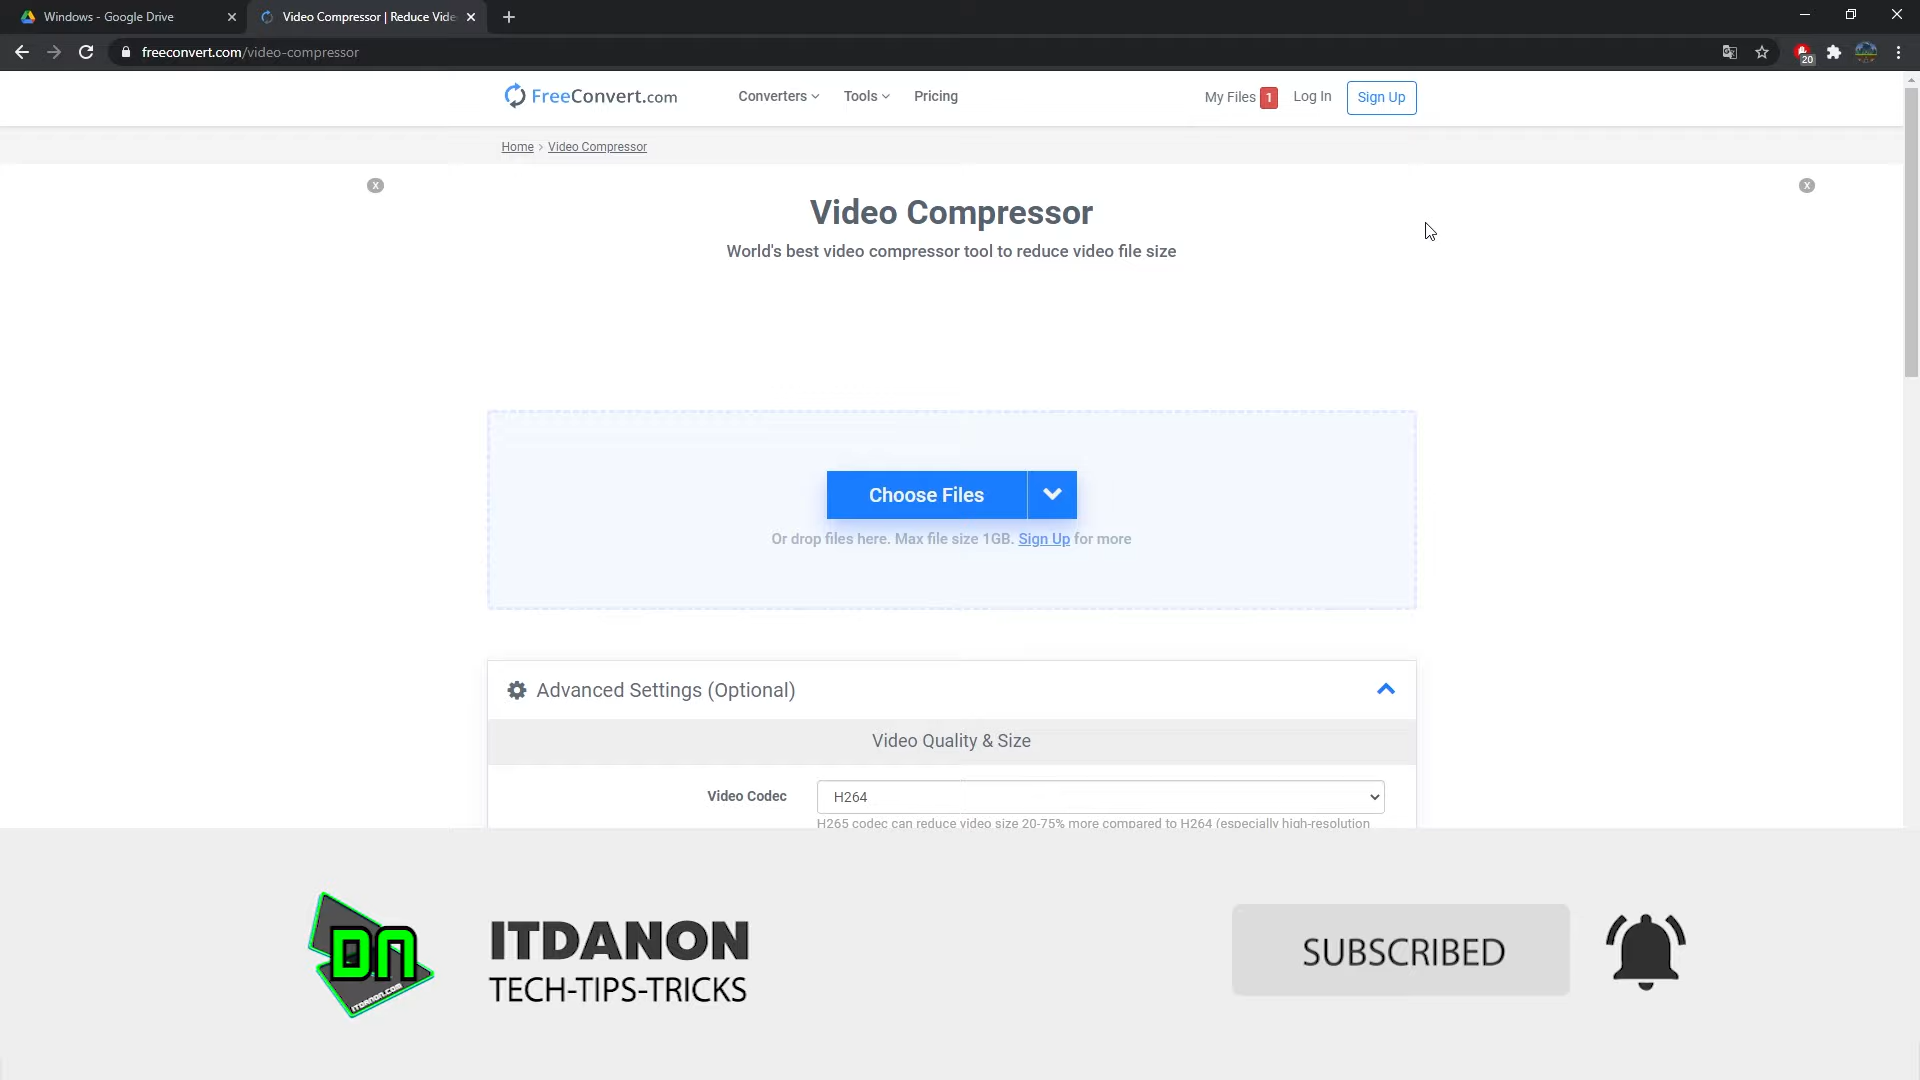 Windows - Google Drive
Video Compressor | Reduce Vide
freeconvert.com/video-compressor
20
FreeConvert.com
Converters
Tools
Pricing
My Files 1
Log In
Sign Up
Home > Video Compressor
X
X
Video Compressor
World's best video compressor tool to reduce video file size
Choose Files
Or drop files here. Max file size 1GB. Sign Up for more
Advanced Settings (Optional)
Video Quality & Size
Video Codec
H264
H265 codec can reduce video size 20-75% more compared to H264 (especially high-resolution
DN
ITDANON.COM
ITDANON
TECH-TIPS-TRICKS
SUBSCRIBED